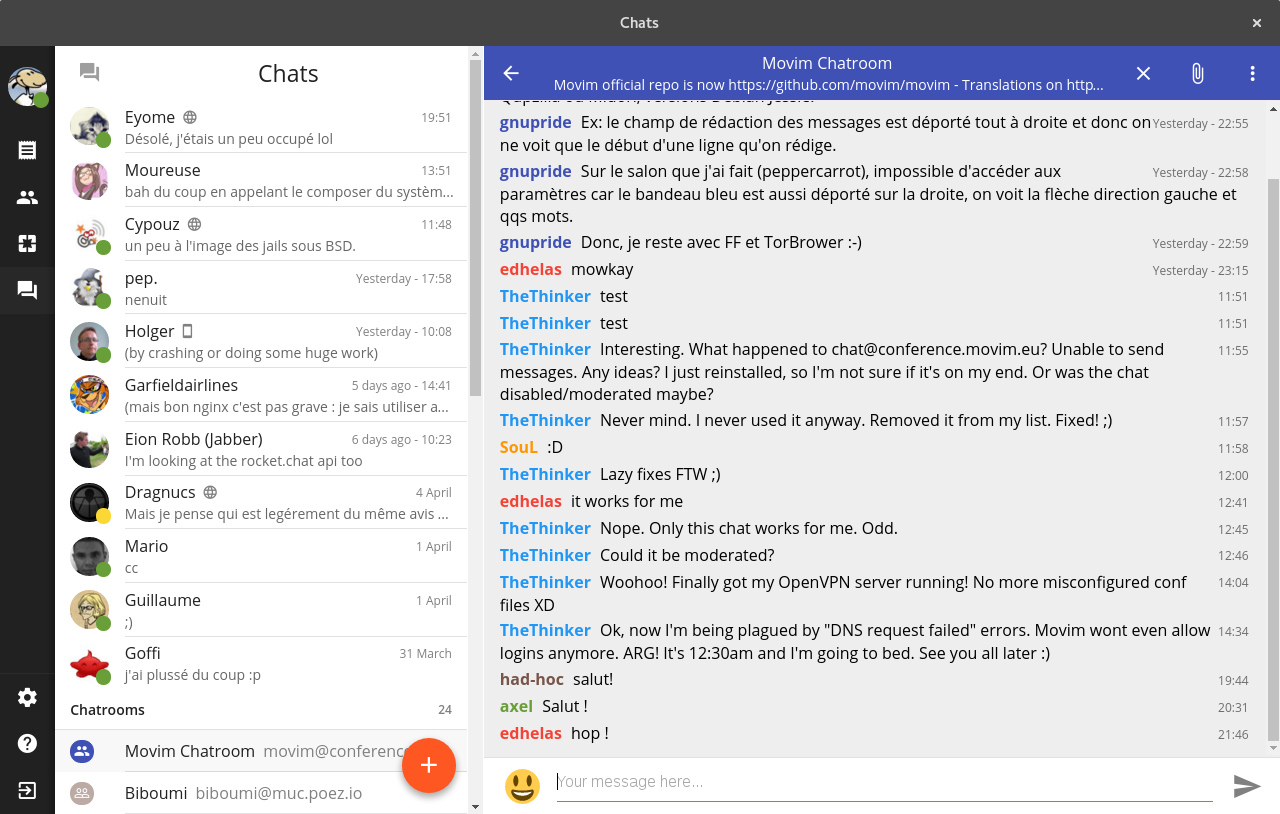 Chats
Chats
Eyome
19:51
Désolé, j'étais un peu occupé lol
Moureuse
13:51
bah du coup en appelant le composer du systèm...
Cypouz
11:48
un peu à l'image des jails sous BSD.
pep.
Yesterday - 17:58
nenuit
Holger
Yesterday - 10:08
(by crashing or doing some huge work)
Garfieldairlines
5 days ago - 14:41
(mais bon nginx c'est pas grave : je sais utiliser a...
Eion Robb (Jabber)
6 days ago - 10:23
I'm looking at the rocket.chat api too
Dragnucs
4 April
Mais je pense qui est legérement du même avis ...
Mario
1 April
cc
Guillaume
1 April
;)
Goffi
31 March
j'ai plussé du coup :p
Chatrooms
24
Movim Chatroom movim@conferenc
Biboumi biboumi@muc.poez.io
Movim Chatroom
Movim official repo is now https://github.com/movim/movim - Translations on http...
gnupride Ex: le champ de rédaction des messages est déporté tout à droite et donc on
Yesterday - 22:55
ne voit que le début d'une ligne qu'on rédige.
gnupride Sur le salon que j'ai fait (peppercarrot), impossible d'accéder aux
Yesterday - 22:58
paramètres car le bandeau bleu est aussi déporté sur la droite, on voit la flèche direction gauche et
qqs mots.
gnupride Donc, je reste avec FF et TorBrower :-)
Yesterday - 22:59
edhelas mowkay
Yesterday - 23:15
TheThinker test
11:51
TheThinker test
11:51
TheThinker Interesting. What happened to chat@conference.movim.eu? Unable to send
11:55
messages. Any ideas? I just reinstalled, so I'm not sure if it's on my end. Or was the chat
disabled/moderated maybe?
TheThinker Never mind. I never used it anyway. Removed it from my list. Fixed! ;)
11:57
SouL :D
11:58
TheThinker Lazy fixes FTW ;)
12:00
edhelas it works for me
12:41
TheThinker Nope. Only this chat works for me. Odd.
12:45
TheThinker Could it be moderated?
12:46
TheThinker Woohoo! Finally got my OpenVPN server running! No more misconfigured conf
14:04
files XD
TheThinker Ok, now I'm being plagued by "DNS request failed" errors. Movim wont even allow
14:34
logins anymore. ARG! It's 12:30am and I'm going to bed. See you all later :)
had-hoc salut!
19:44
axel Salut !
20:31
edhelas hop !
21:46
Your message here...